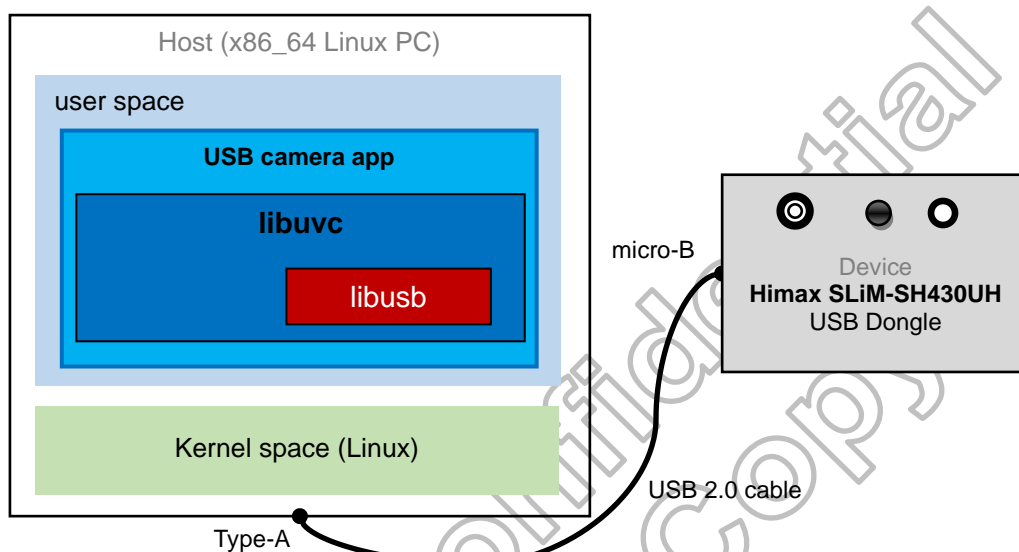 Host (x86_64 Linux PC)
user space
USB camera app
libuvc
libusb
Kernel space (Linux)
Type-A
micro-B
USB 2.0 cable
Device
Himax SLiM-SH430UH
USB Dongle